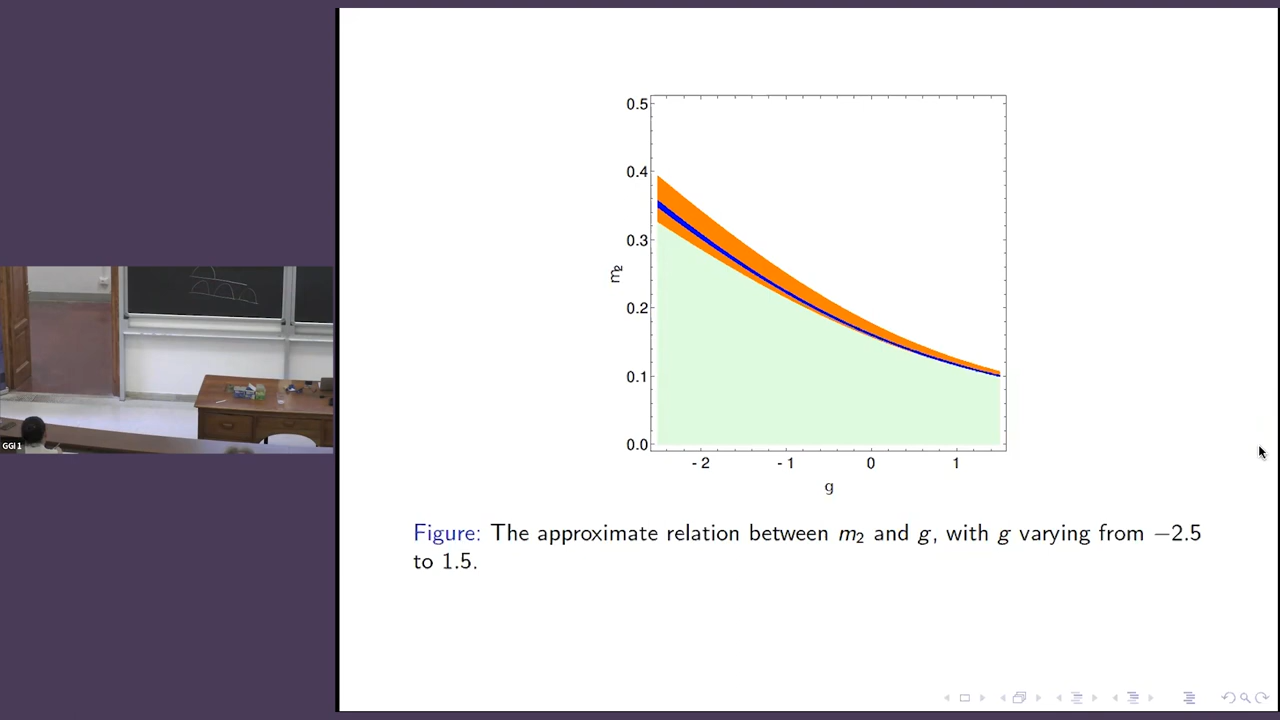 0.5
0.4
m2
0.3
0.2
0.1
0.0
-2 -1 0 1
g
Figure: The approximate relation between m2 and g, with g varying from −2.5
to 1.5.
GGI 1